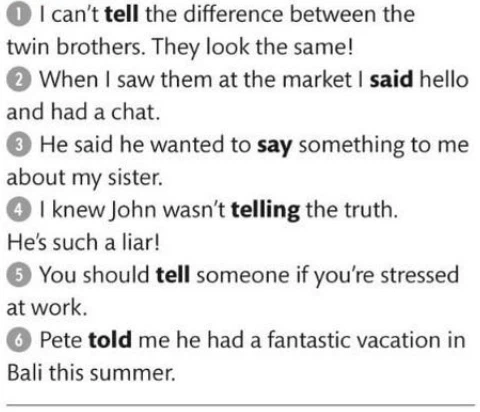 1 I can't tell the difference between the
twin brothers. They look the same!
2 When I saw them at the market I said hello
and had a chat.
3 He said he wanted to say something to me
about my sister.
4 I knew John wasn't telling the truth.
He's such a liar!
5 You should tell someone if you're stressed
at work.
6 Pete told me he had a fantastic vacation in
Bali this summer.